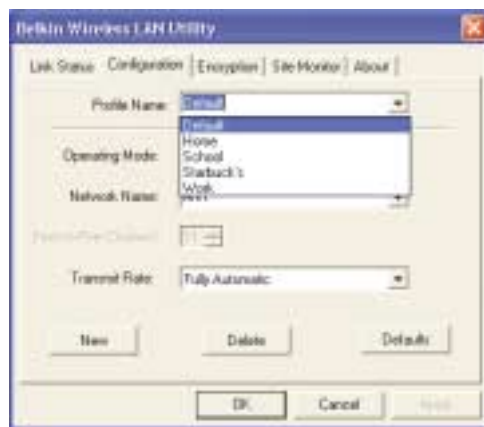 Belkin Wireless LAN Utility
Link Status Configuration Encryption Site Monitor About
Profile Name: Default
Default
Home
School
Starbuck's
Work
Operating Mode:
Network Name:
Transmit Rate: Fully Automatic
New Delete Defaults
OK Cancel Apply